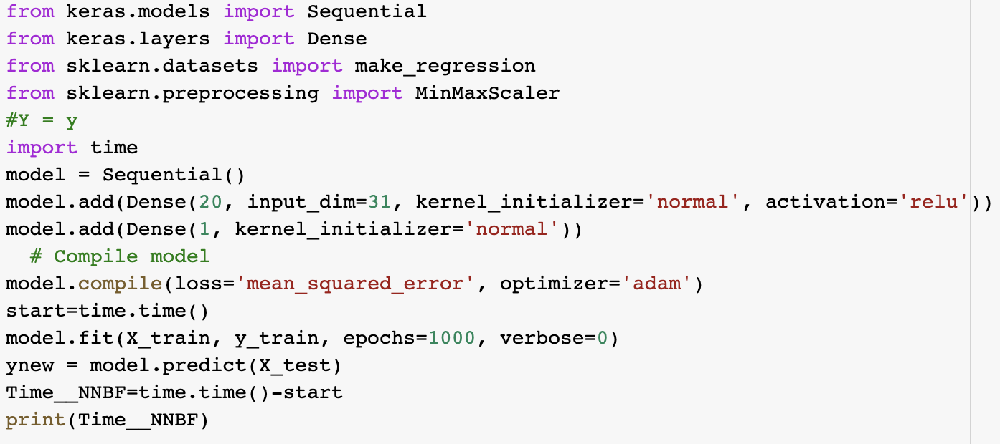 from keras.models import Sequential
from keras.layers import Dense
from sklearn.datasets import make_regression
from sklearn.preprocessing import MinMaxScaler
#Y = y
import time
model = Sequential()
model.add(Dense(20, input_dim=31, kernel_initializer='normal', activation='relu'))
model.add(Dense(1, kernel_initializer='normal'))
  # Compile model
model.compile(loss='mean_squared_error', optimizer='adam')
start=time.time()
model.fit(X_train, y_train, epochs=1000, verbose=0)
ynew = model.predict(X_test)
Time__NNBF=time.time()-start
print(Time__NNBF)